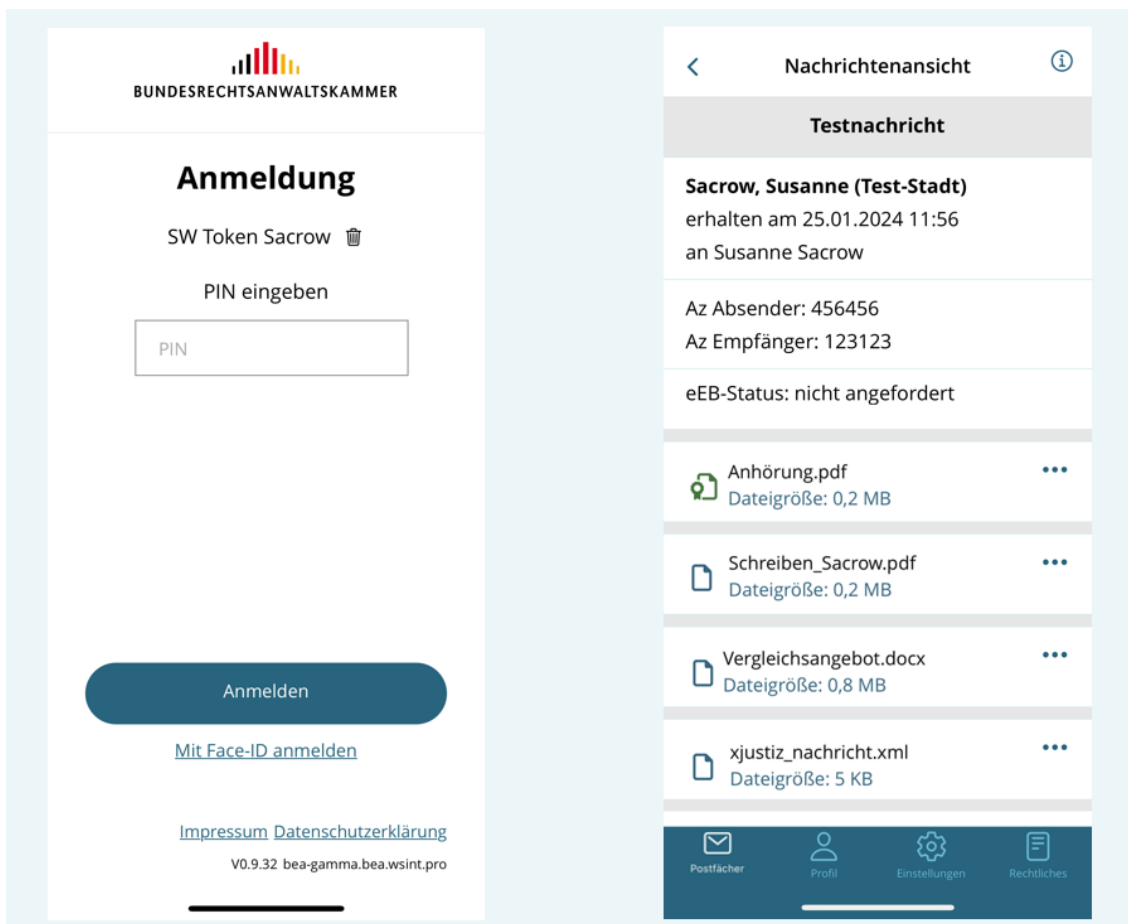 BUNDESRECHTSANWALTSKAMMER
Anmeldung
SW Token Sacrow
PIN eingeben
PIN
Anmelden
Mit Face-ID anmelden
Impressum Datenschutzerklärung
V0.9.32 bea-gamma.bea.wsint.pro
Nachrichtenansicht
Testnachricht
Sacrow, Susanne (Test-Stadt)
erhalten am 25.01.2024 11:56
an Susanne Sacrow
Az Absender: 456456
Az Empfänger: 123123
eEB-Status: nicht angefordert
Anhörung.pdf
Dateigröße: 0,2 MB
Schreiben_Sacrow.pdf
Dateigröße: 0,2 MB
Vergleichsangebot.docx
Dateigröße: 0,8 MB
xjustiz_nachricht.xml
Dateigröße: 5 KB
Postfächer Profil Einstellungen Rechtliches